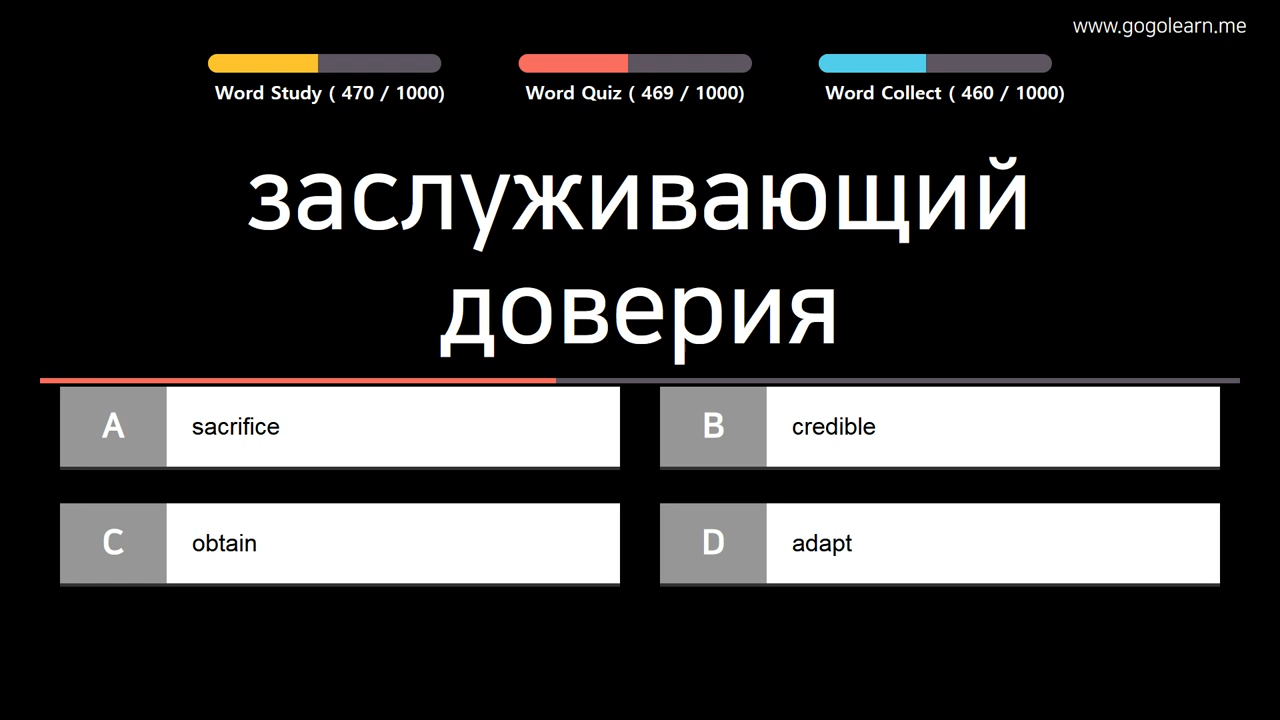 www.gogolearn.me
Word Study ( 470 / 1000)
Word Quiz ( 469 / 1000)
Word Collect ( 460 / 1000)
заслуживающий
доверия
A
sacrifice
B
credible
C
obtain
D
adapt